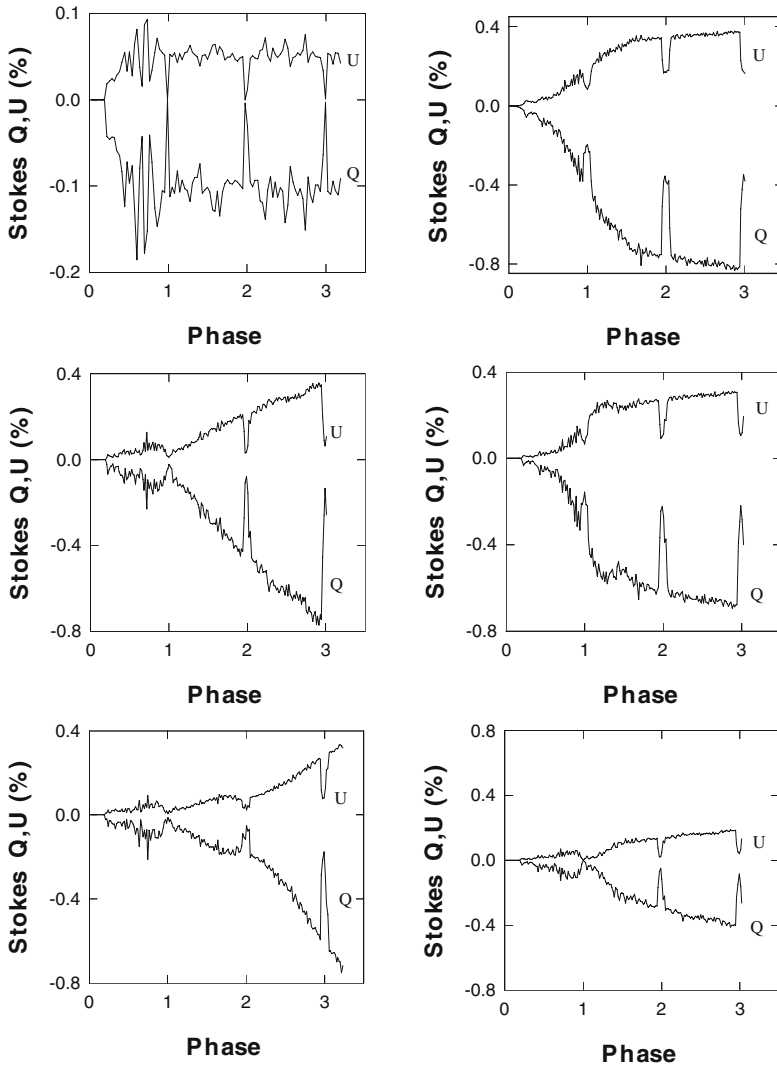 0.1
0.0
-0.1
-0.2
0 1 2 3
Stokes Q,U (%)
Phase
U
Q
0.4
0.0
-0.4
-0.8
0 1 2 3
Stokes Q,U (%)
Phase
U
Q
0.4
0.0
-0.4
-0.8
0 1 2 3
Stokes Q,U (%)
Phase
U
Q
0.4
0.0
-0.4
-0.8
0 1 2 3
Stokes Q,U (%)
Phase
U
Q
0.4
0.0
-0.4
-0.8
0 1 2 3
Stokes Q,U (%)
Phase
U
Q
0.8
0.4
0.0
-0.4
-0.8
0 1 2 3
Stokes Q,U (%)
Phase
U
Q